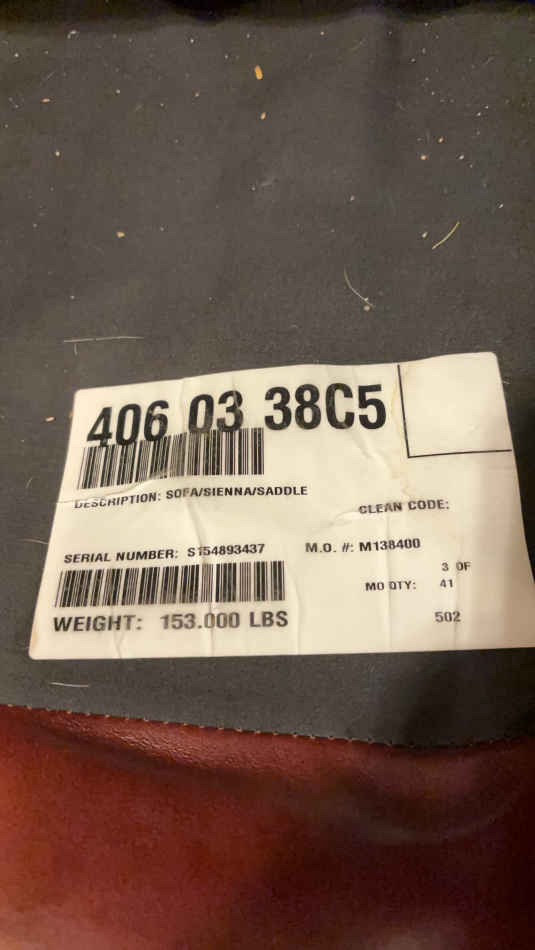 406 03 38C5
DESCRIPTION: SOFA/SIENNA/SADDLE
CLEAN CODE:
SERIAL NUMBER: S154893437
M.O. #: M138400
3 OF
MO QTY: 41
WEIGHT: 153.000 LBS
502